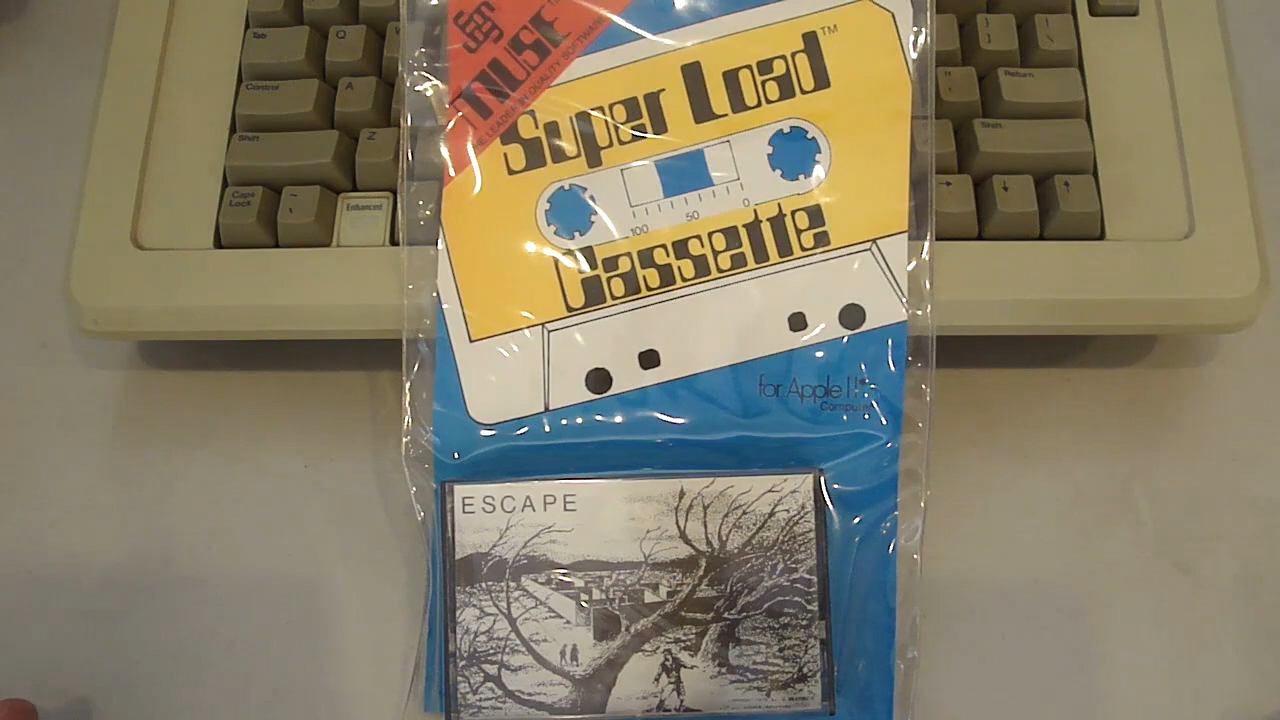 MUSE
THE LEADER IN QUALITY SOFTWARE
Super Load™
100 50 0
Cassette
for Apple II
Computer
ESCAPE
Tab Q
Control A
Shift Z
Caps Lock
~
Enhanced
} |
] \
"
'
Return
Shift
→ ↓ ↑